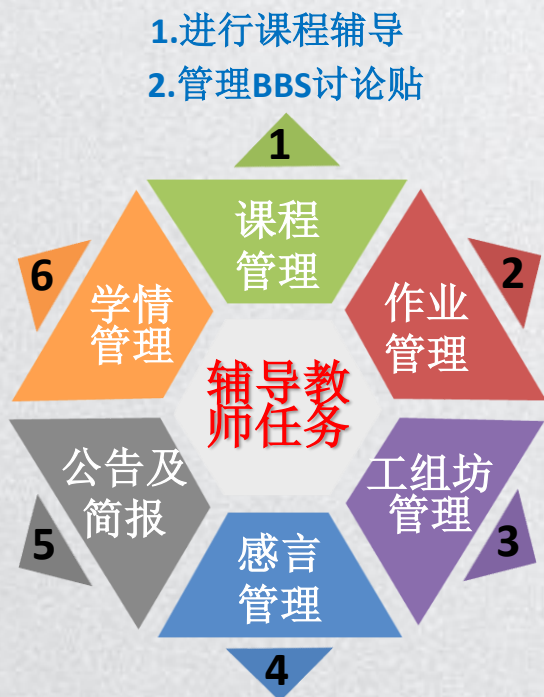 1.进行课程辅导
2.管理BBS讨论贴
1
课程
管理
2
作业
管理
3
工组坊
管理
4
感言
管理
5
公告及
简报
6
学情
管理
辅导教
师任务